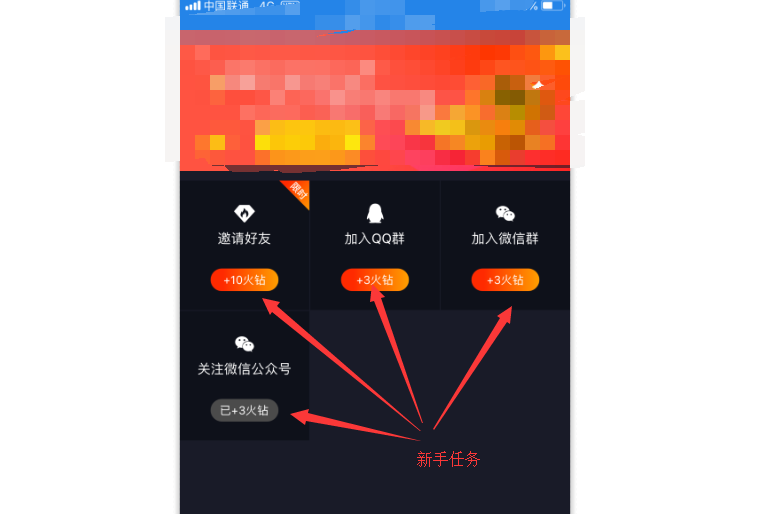 中国联通 4G
限时
邀请好友
加入QQ群
加入微信群
+10火钻
+3火钻
+3火钻
关注微信公众号
已+3火钻
新手任务